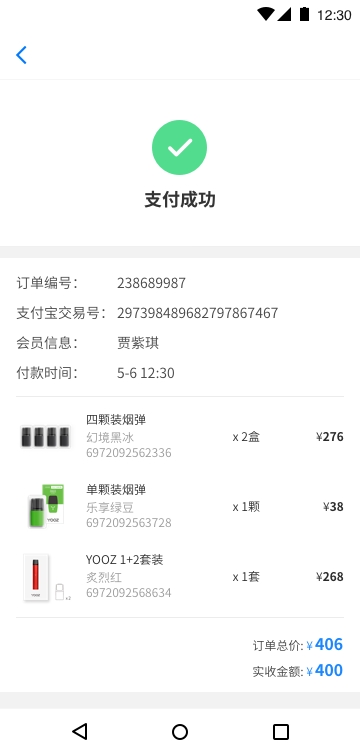 12:30
支付成功
订单编号： 238689987
支付宝交易号： 297398489682797867467
会员信息： 贾紫琪
付款时间： 5-6 12:30
四颗装烟弹
幻境黑冰 x 2盒 ¥276
6972092562336
单颗装烟弹
乐享绿豆 x 1颗 ¥38
6972092563728
YOOZ
YOOZ 1+2套装
炙烈红 x 1套 ¥268
6972092568634
YOOZ x2
订单总价: ¥ 406
实收金额: ¥ 400